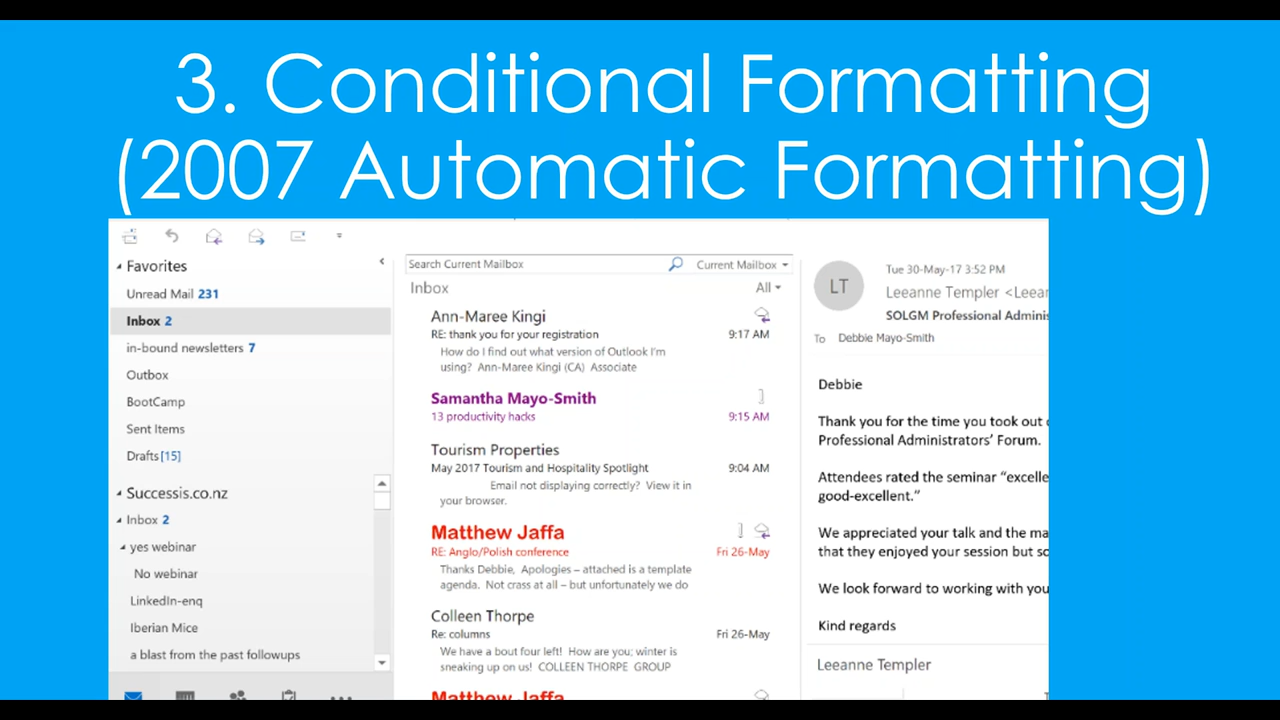 3. Conditional Formatting
(2007 Automatic Formatting)
Favorites
Unread Mail 231
Inbox 2
in-bound newsletters 7
Outbox
BootCamp
Sent Items
Drafts [15]
Successis.co.nz
Inbox 2
yes webinar
No webinar
LinkedIn-enq
Iberian Mice
a blast from the past followups
Search Current Mailbox
Current Mailbox
Inbox
All
Ann-Maree Kingi
RE: thank you for your registration 9:17 AM
How do I find out what version of Outlook I'm
using? Ann-Maree Kingi (CA) Associate
Samantha Mayo-Smith
13 productivity hacks 9:15 AM
Tourism Properties
May 2017 Tourism and Hospitality Spotlight 9:04 AM
Email not displaying correctly? View it in
your browser.
Matthew Jaffa
RE: Anglo/Polish conference Fri 26-May
Thanks Debbie, Apologies – attached is a template
agenda. Not crass at all – but unfortunately we do
Colleen Thorpe
Re: columns Fri 26-May
We have a bout four left! How are you; winter is
sneaking up on us! COLLEEN THORPE GROUP
Matthew Jaffa
LT
Tue 30-May-17 3:52 PM
Leeanne Templer <Leear
SOLGM Professional Adminis
To Debbie Mayo-Smith
Debbie
Thank you for the time you took out
Professional Administrators' Forum.
Attendees rated the seminar “excelle
good-excellent.”
We appreciated your talk and the ma
that they enjoyed your session but so
We look forward to working with you
Kind regards
Leeanne Templer